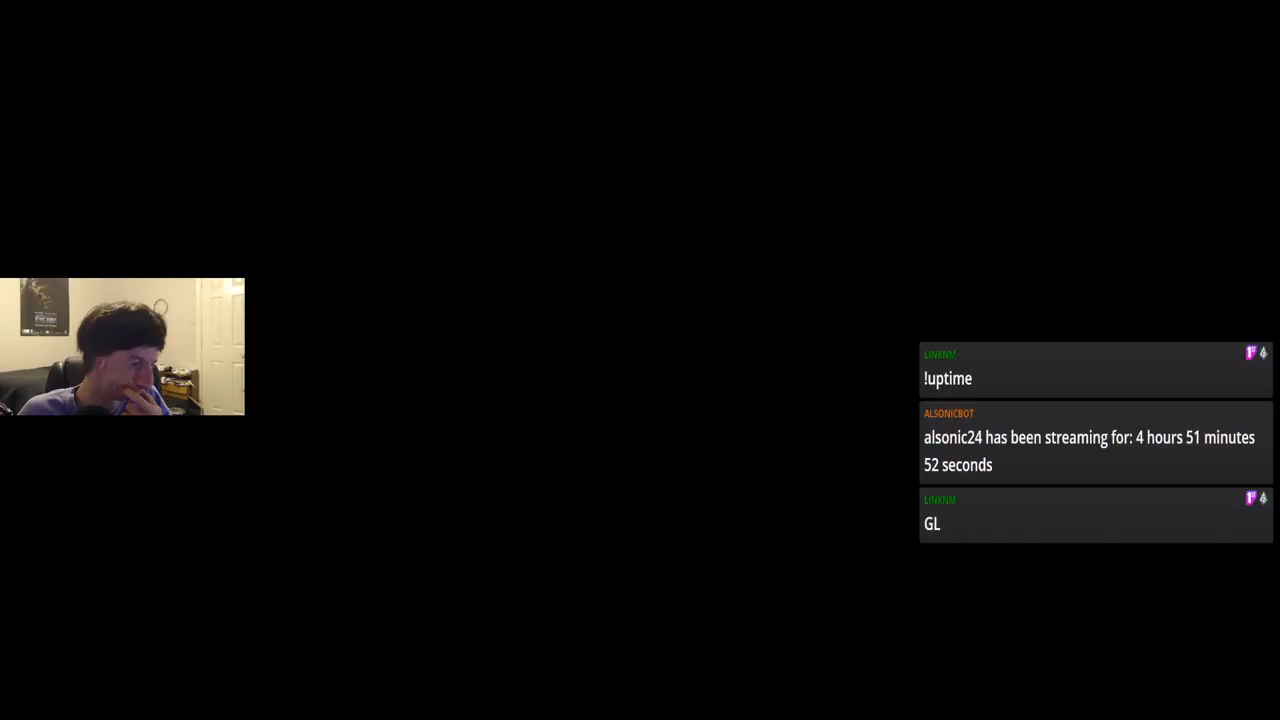 LINKNM
!uptime
ALSONICBOT
alsonic24 has been streaming for: 4 hours 51 minutes
52 seconds
LINKNM
GL